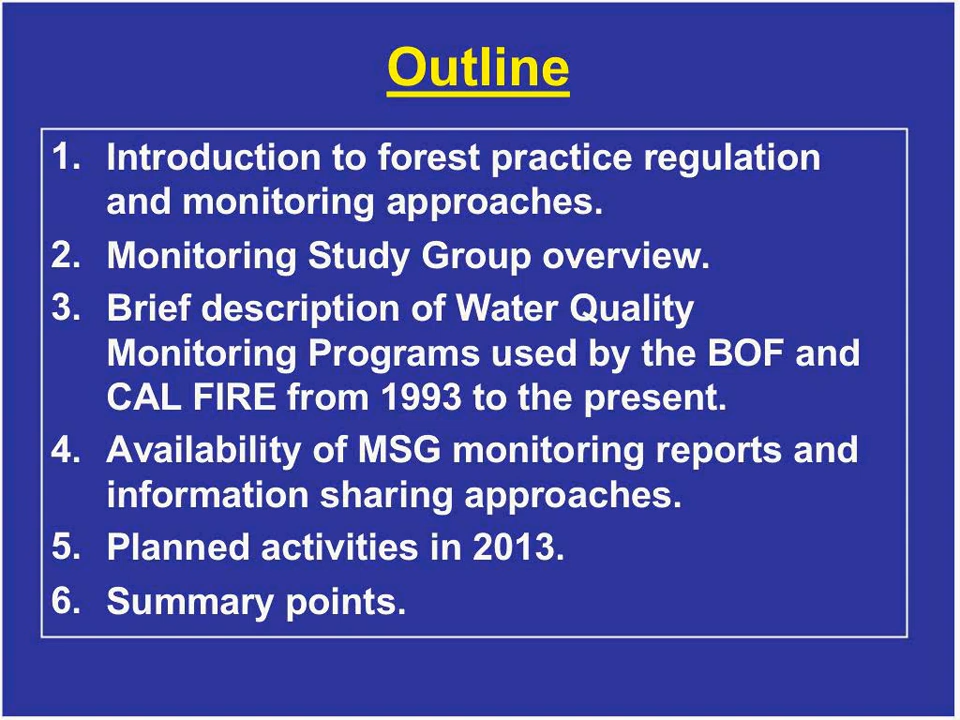 Outline
1. Introduction to forest practice regulation
and monitoring approaches.
2. Monitoring Study Group overview.
3. Brief description of Water Quality
Monitoring Programs used by the BOF and
CAL FIRE from 1993 to the present.
4. Availability of MSG monitoring reports and
information sharing approaches.
5. Planned activities in 2013.
6. Summary points.